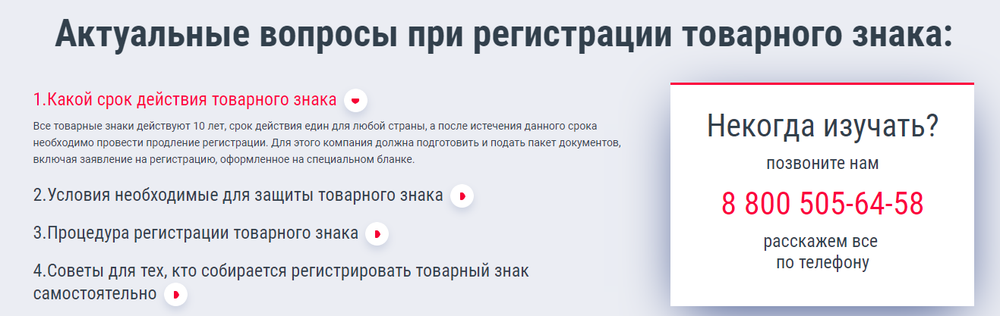 Актуальные вопросы при регистрации товарного знака:
1.Какой срок действия товарного знака
Все товарные знаки действуют 10 лет, срок действия един для любой страны, а после истечения данного срока
необходимо провести продление регистрации. Для этого компания должна подготовить и подать пакет документов,
включая заявление на регистрацию, оформленное на специальном бланке.
2.Условия необходимые для защиты товарного знака
3.Процедура регистрации товарного знака
4.Советы для тех, кто собирается регистрировать товарный знак
самостоятельно
Некогда изучать?
позвоните нам
8 800 505-64-58
расскажем все
по телефону